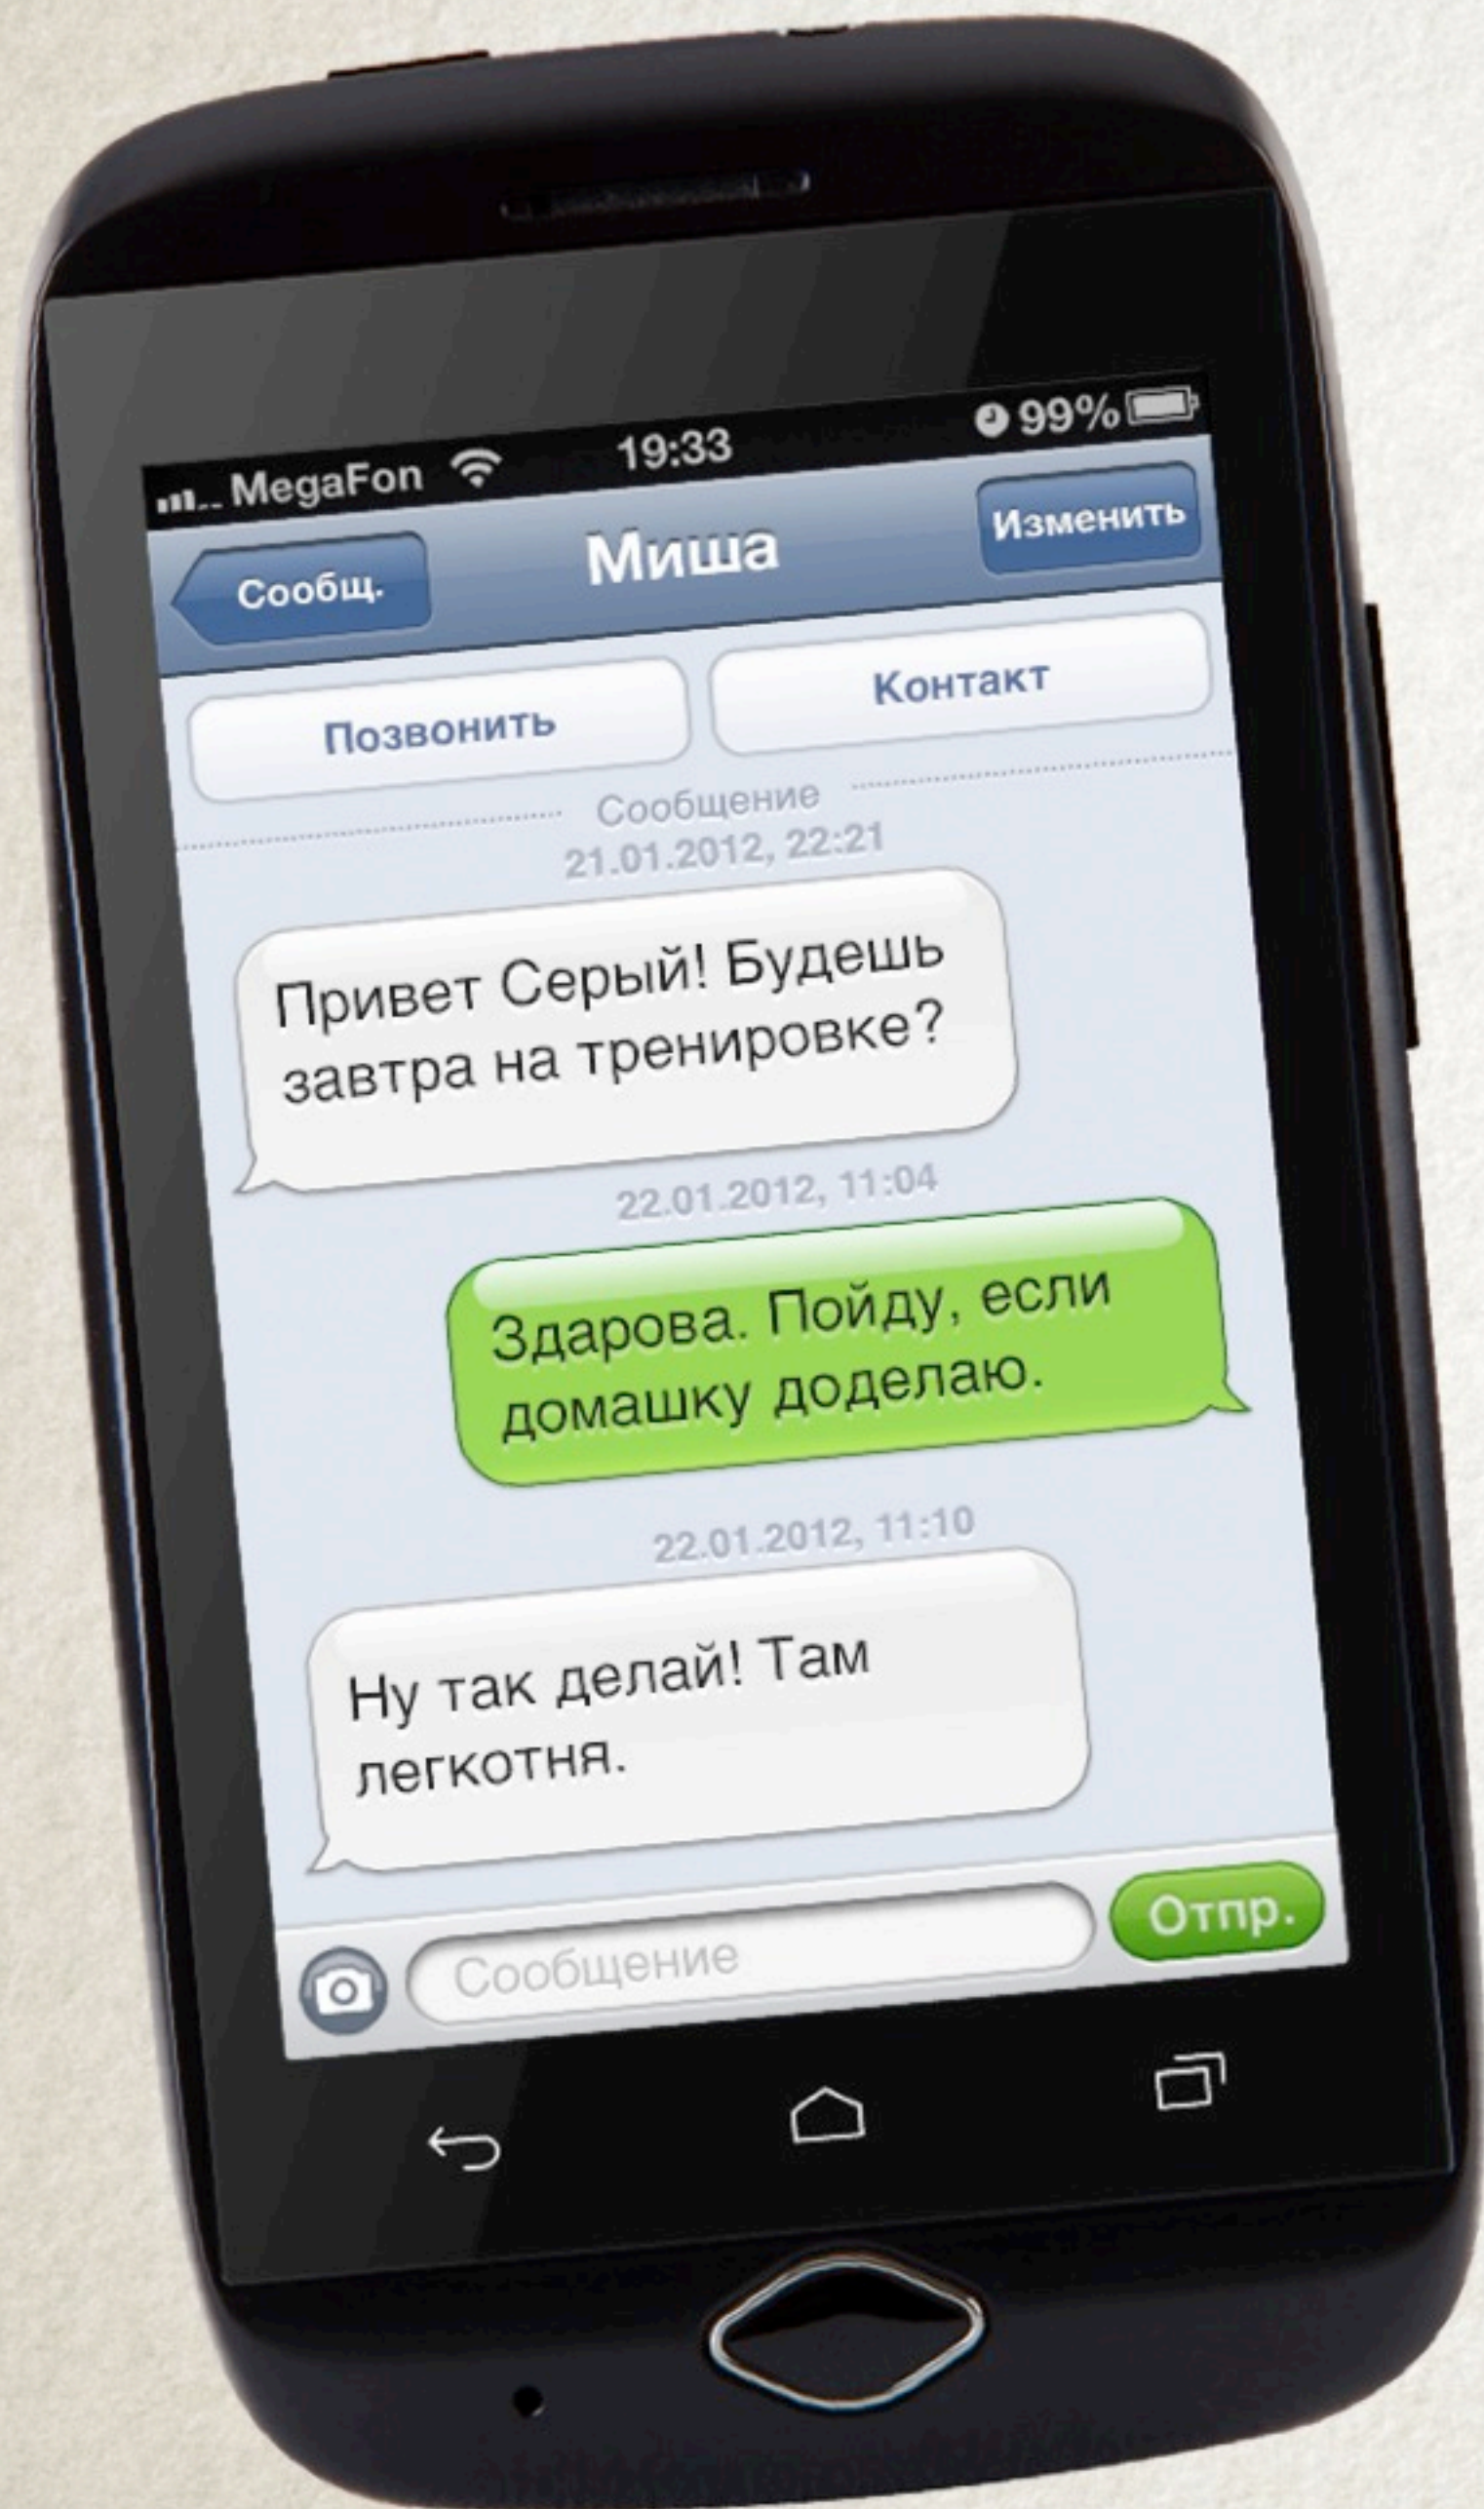 MegaFon 19:33 99%
Сообщ. Миша Изменить
Позвонить Контакт
Сообщение
21.01.2012, 22:21
Привет Серый! Будешь
завтра на тренировке?
22.01.2012, 11:04
Здарова. Пойду, если
домашку доделаю.
22.01.2012, 11:10
Ну так делай! Там
легкотня.
Сообщение Отпр.